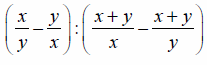 (x/y − y/x) : ((x + y)/x − (x + y)/y)